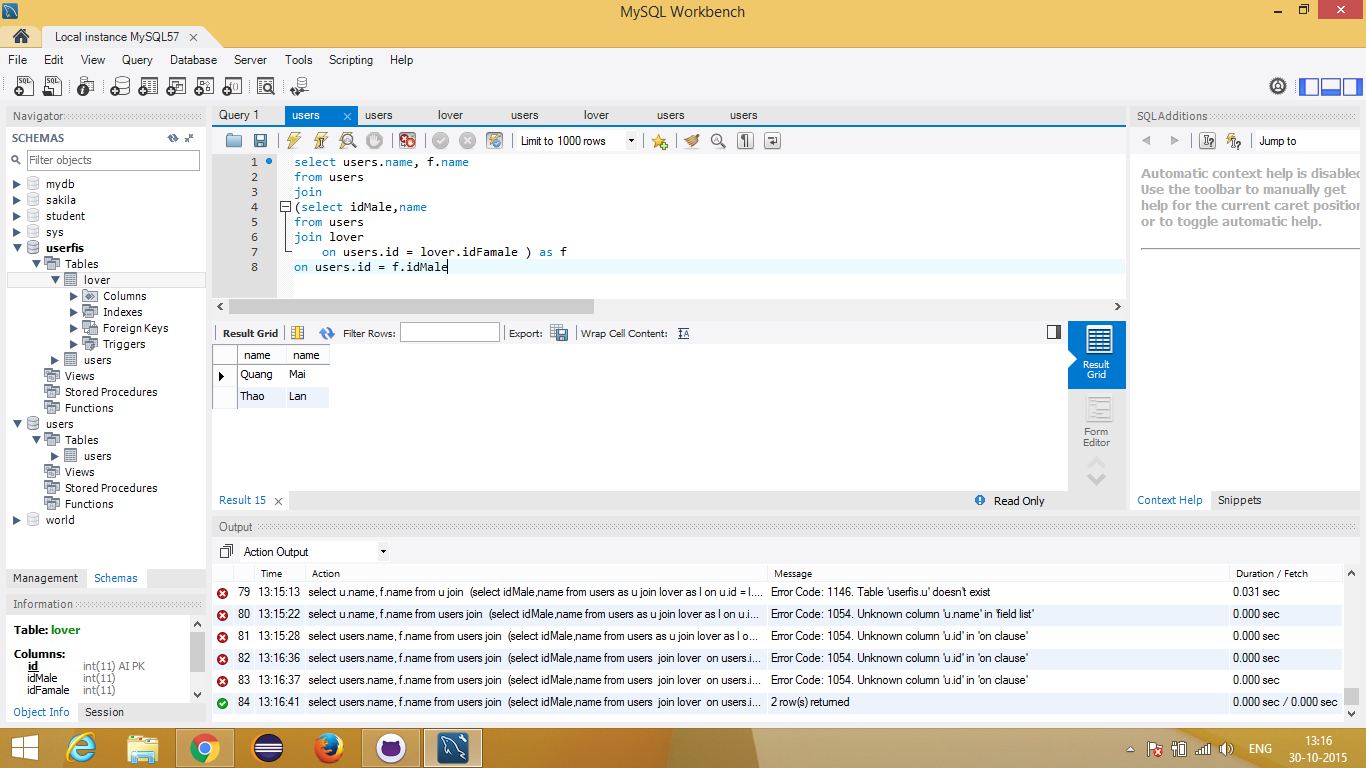 MySQL Workbench
Local instance MySQL57
File Edit View Query Database Server Tools Scripting Help
Navigator
SCHEMAS
Filter objects
mydb
sakila
student
sys
userfis
Tables
lover
Columns
Indexes
Foreign Keys
Triggers
users
Views
Stored Procedures
Functions
users
Tables
users
Views
Stored Procedures
Functions
world
Management Schemas
Information
Table: lover
Columns:
id int(11) AI PK
idMale int(11)
idFamale int(11)
Object Info Session
Query 1 users users lover users lover users users
Limit to 1000 rows
1 select users.name, f.name
2 from users
3 join
4 (select idMale,name
5 from users
6 join lover
7 on users.id = lover.idFamale ) as f
8 on users.id = f.idMale
Result Grid Filter Rows: Export: Wrap Cell Content:
name name
Quang Mai
Thao Lan
Result Grid
Form Editor
Result 15
Read Only
SQLAdditions
Jump to
Automatic context help is disabled
Use the toolbar to manually get
help for the current caret position
or to toggle automatic help.
Context Help Snippets
Output
Action Output
Time Action Message Duration / Fetch
79 13:15:13 select u.name, f.name from u join (select idMale,name from users as u join lover as l on u.id = l.... Error Code: 1146. Table 'userfis.u' doesn't exist 0.031 sec
80 13:15:22 select u.name, f.name from users join (select idMale,name from users as u join lover as l on u.i... Error Code: 1054. Unknown column 'u.name' in 'field list' 0.000 sec
81 13:15:28 select users.name, f.name from users join (select idMale,name from users as u join lover as l o... Error Code: 1054. Unknown column 'u.id' in 'on clause' 0.000 sec
82 13:16:36 select users.name, f.name from users join (select idMale,name from users join lover on users.i... Error Code: 1054. Unknown column 'u.id' in 'on clause' 0.000 sec
83 13:16:37 select users.name, f.name from users join (select idMale,name from users join lover on users.i... Error Code: 1054. Unknown column 'u.id' in 'on clause' 0.000 sec
84 13:16:41 select users.name, f.name from users join (select idMale,name from users join lover on users.i... 2 row(s) returned 0.000 sec / 0.000 sec
ENG
13:16
30-10-2015